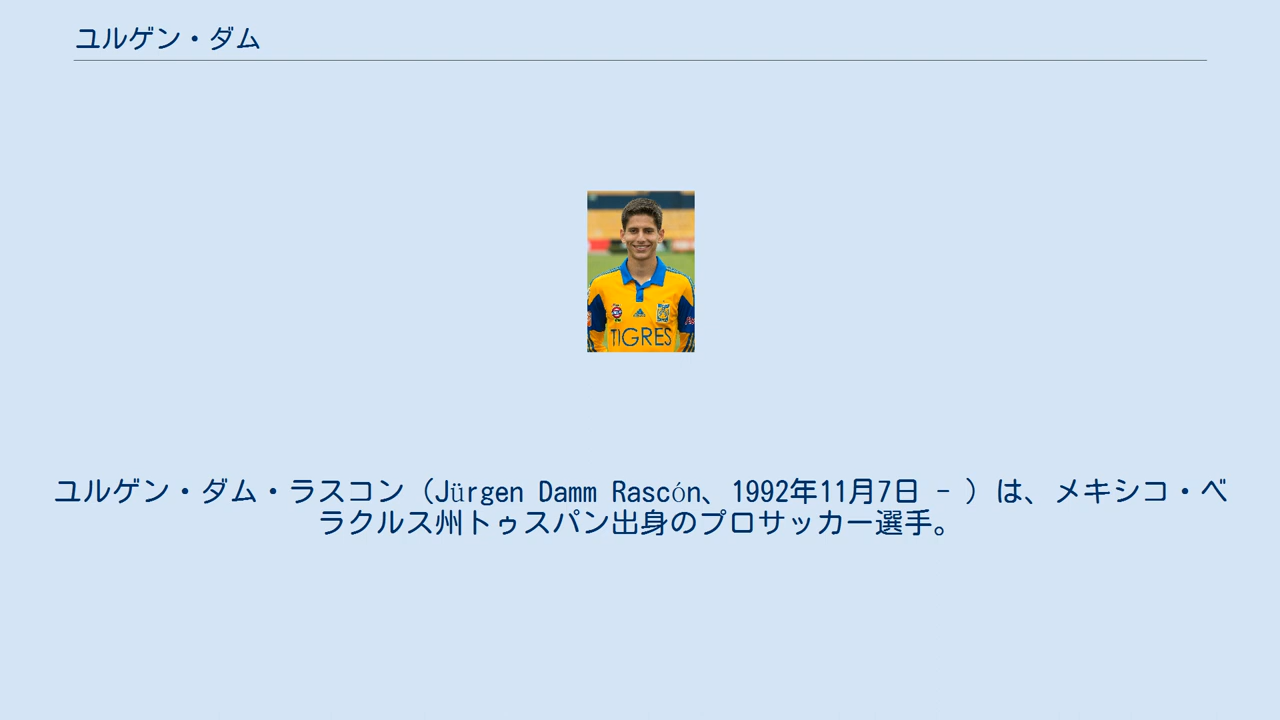 ユルゲン・ダム
TIGRES
ユルゲン・ダム・ラスコン（Jürgen Damm Rascón、1992年11月7日 - ）は、メキシコ・ベ
ラクルス州トゥスパン出身のプロサッカー選手。